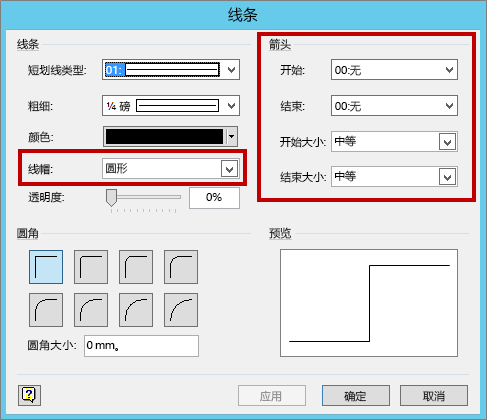 线条
线条
短划线类型: 01:
粗细: ¼ 磅
颜色:
线帽: 圆形
透明度: 0%
箭头
开始: 00:无
结束: 00:无
开始大小: 中等
结束大小: 中等
圆角
圆角大小: 0 mm。
预览
应用 确定 取消